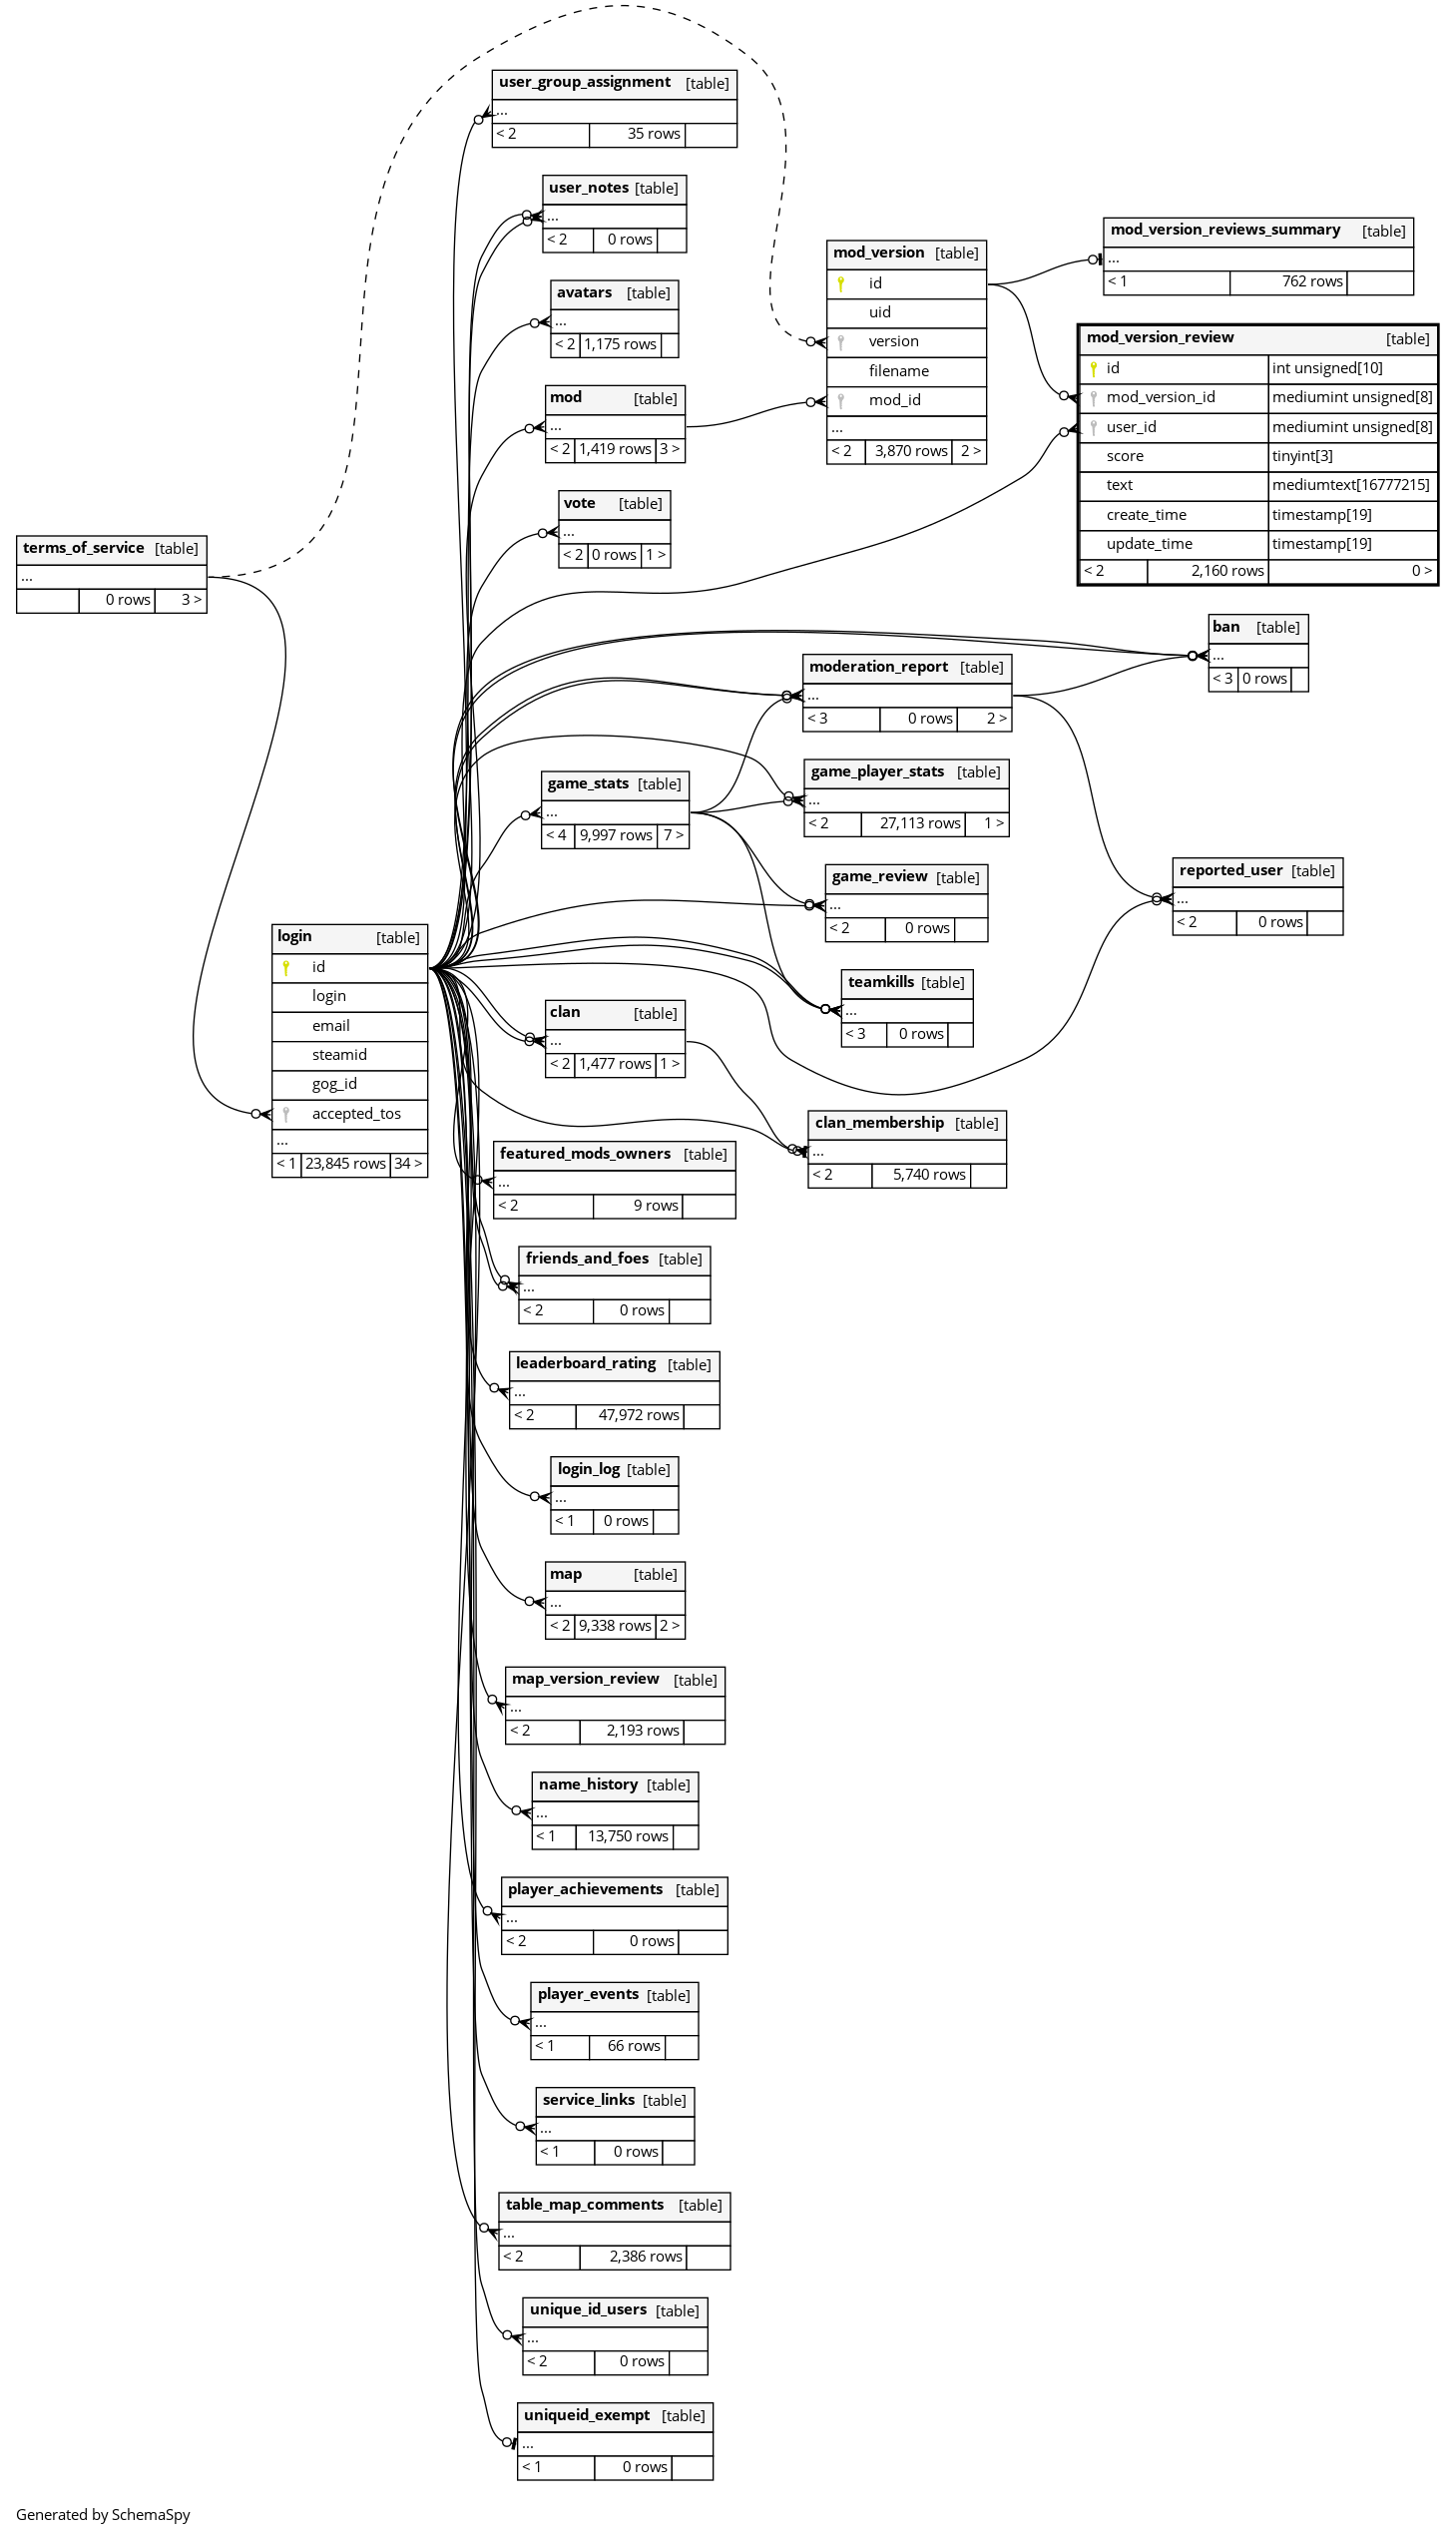 user_group_assignment [table]
...
< 2 35 rows
user_notes [table]
...
< 2 0 rows
avatars [table]
...
< 2 1,175 rows
mod [table]
...
< 2 1,419 rows 3 >
vote [table]
...
< 2 0 rows 1 >
mod_version [table]
id
uid
version
filename
mod_id
...
< 2 3,870 rows 2 >
mod_version_reviews_summary [table]
...
< 1 762 rows
mod_version_review [table]
id int unsigned[10]
mod_version_id mediumint unsigned[8]
user_id mediumint unsigned[8]
score tinyint[3]
text mediumtext[16777215]
create_time timestamp[19]
update_time timestamp[19]
< 2 2,160 rows 0 >
terms_of_service [table]
...
0 rows 3 >
ban [table]
...
< 3 0 rows
moderation_report [table]
...
< 3 0 rows 2 >
game_stats [table]
...
< 4 9,997 rows 7 >
game_player_stats [table]
...
< 2 27,113 rows 1 >
game_review [table]
...
< 2 0 rows
reported_user [table]
...
< 2 0 rows
login [table]
id
login
email
steamid
gog_id
accepted_tos
...
< 1 23,845 rows 34 >
teamkills [table]
...
< 3 0 rows
clan [table]
...
< 2 1,477 rows 1 >
clan_membership [table]
...
< 2 5,740 rows
featured_mods_owners [table]
...
< 2 9 rows
friends_and_foes [table]
...
< 2 0 rows
leaderboard_rating [table]
...
< 2 47,972 rows
login_log [table]
...
< 1 0 rows
map [table]
...
< 2 9,338 rows 2 >
map_version_review [table]
...
< 2 2,193 rows
name_history [table]
...
< 1 13,750 rows
player_achievements [table]
...
< 2 0 rows
player_events [table]
...
< 1 66 rows
service_links [table]
...
< 1 0 rows
table_map_comments [table]
...
< 2 2,386 rows
unique_id_users [table]
...
< 2 0 rows
uniqueid_exempt [table]
...
< 1 0 rows
Generated by SchemaSpy